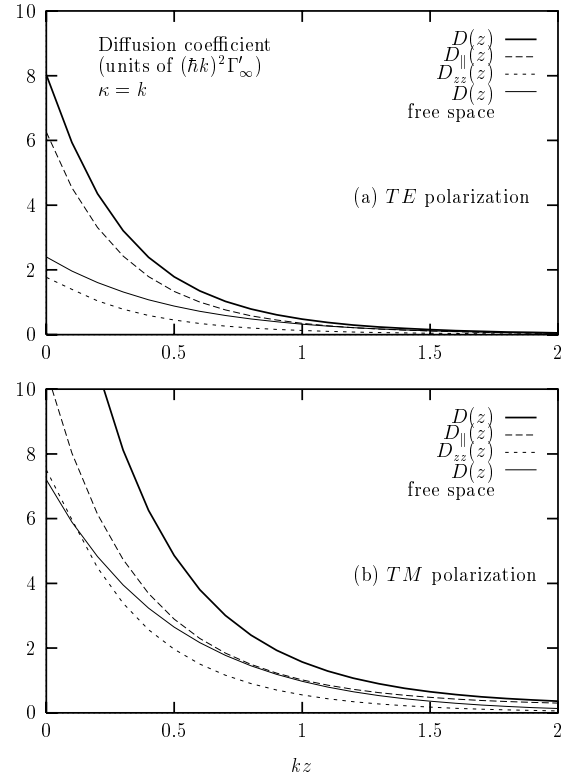 10
8
6
4
2
0
Diffusion coefficient
(units of (ħk)²Γ′∞)
κ = k
D(z)
D∥(z)
Dzz(z)
D(z)
free space
(a) TE polarization
0 0.5 1 1.5 2
10
8
6
4
2
0
D(z)
D∥(z)
Dzz(z)
D(z)
free space
(b) TM polarization
0 0.5 1 1.5 2
kz